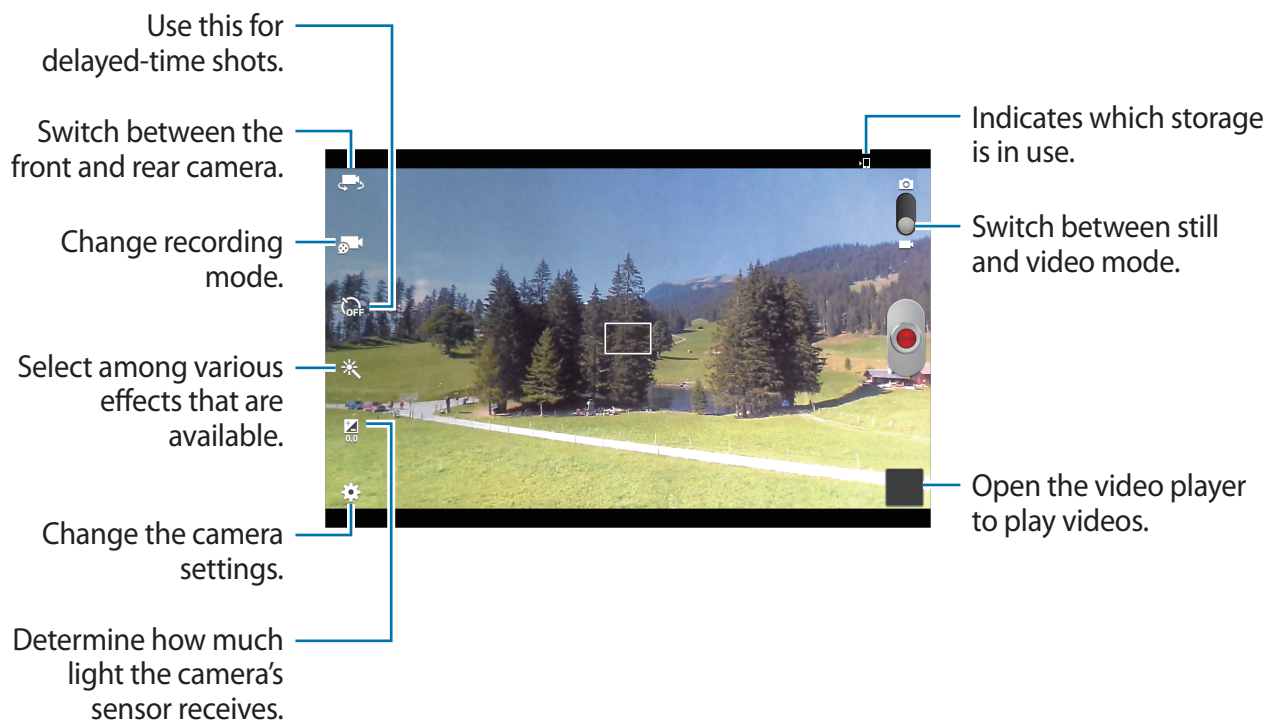 Use this for
delayed-time shots.
Switch between the
front and rear camera.
Change recording
mode.
OFF
Select among various
effects that are
available.
0.0
Change the camera
settings.
Determine how much
light the camera’s
sensor receives.
Indicates which storage
is in use.
Switch between still
and video mode.
Open the video player
to play videos.